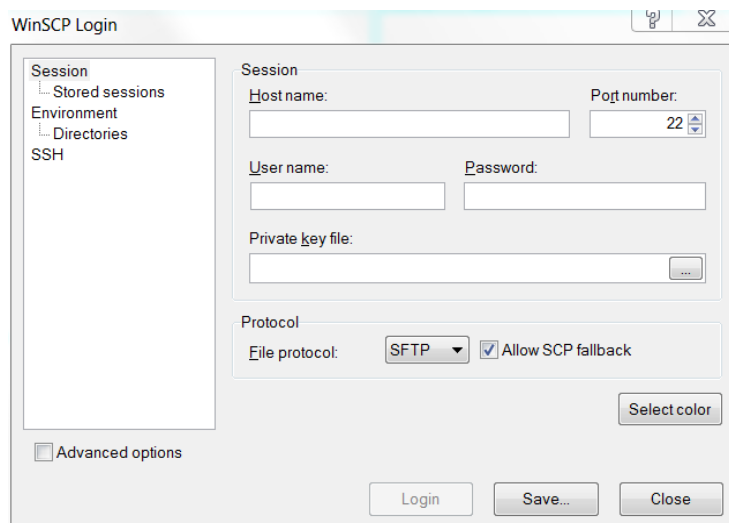 WinSCP Login
Session
Stored sessions
Environment
Directories
SSH
Advanced options
Session
Host name:
Port number:
22
User name:
Password:
Private key file:
...
Protocol
File protocol:
SFTP
Allow SCP fallback
Select color
Login
Save...
Close